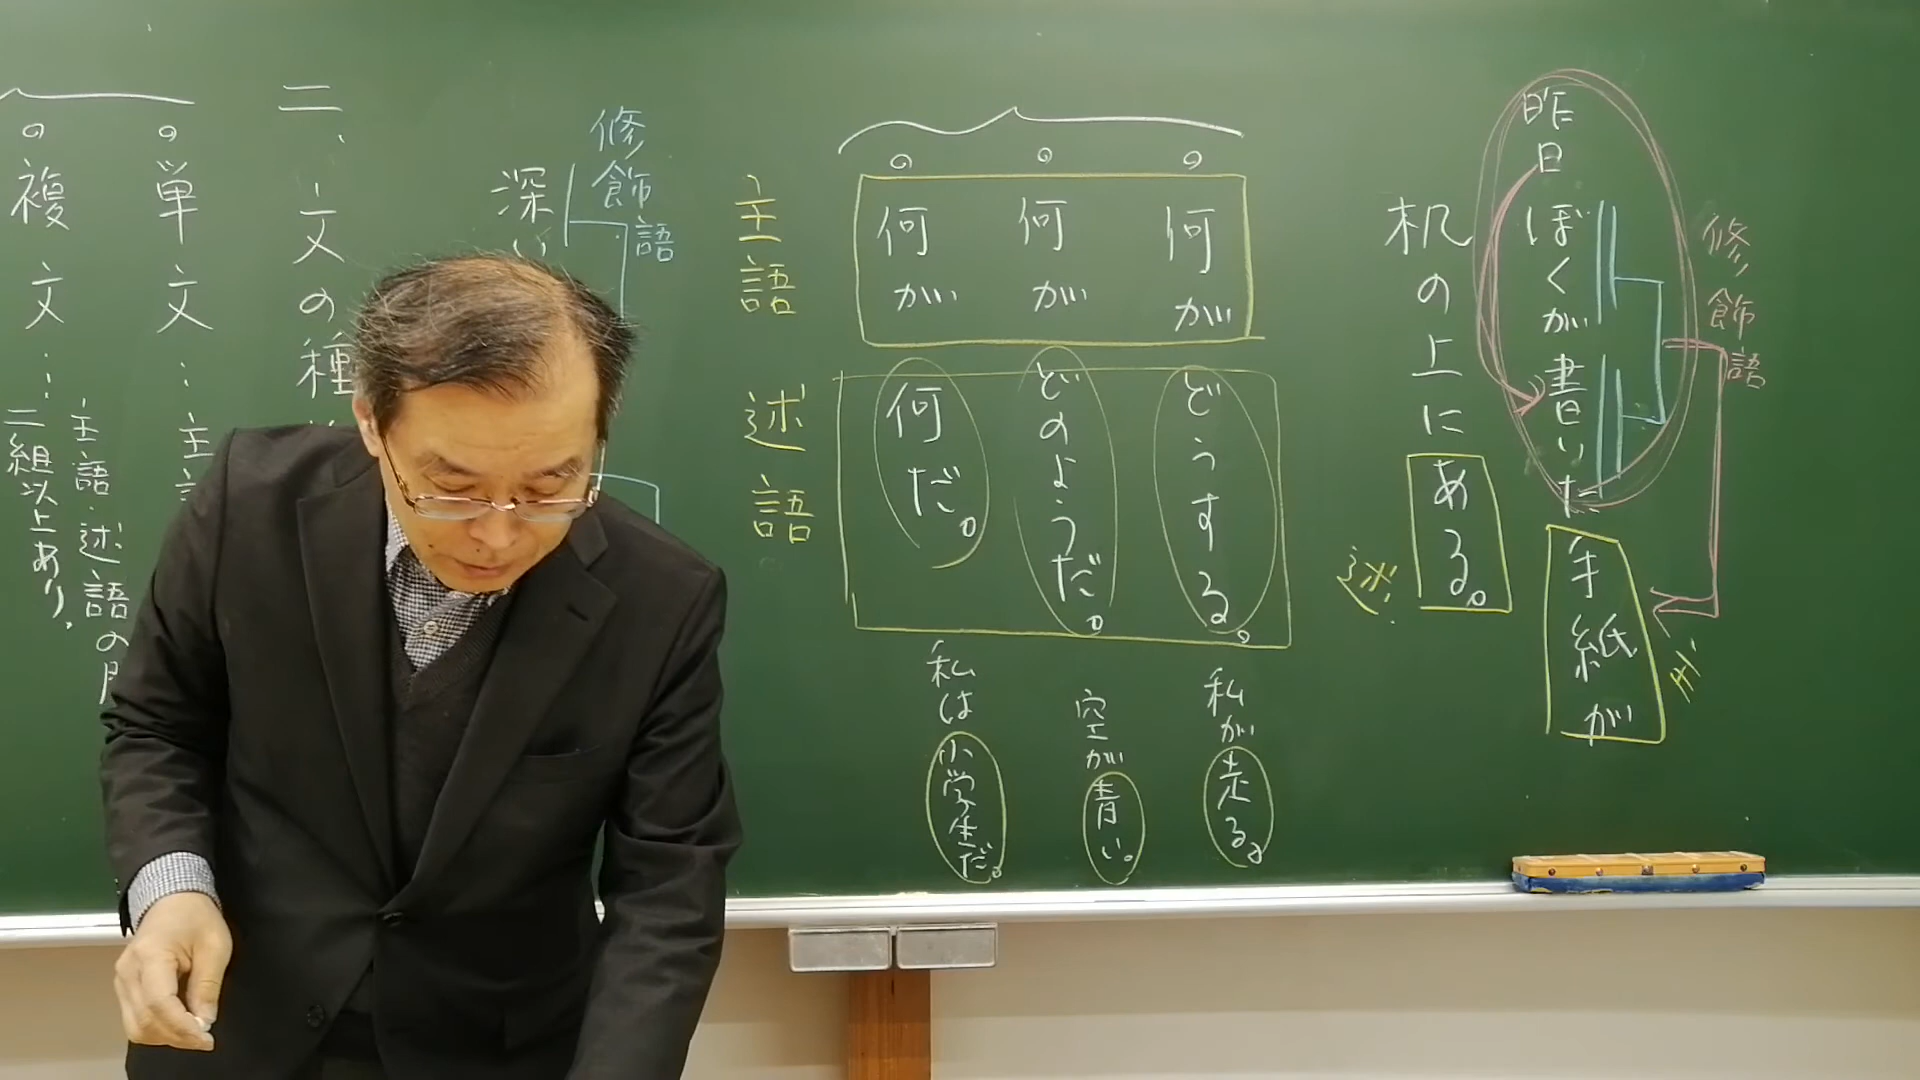 昨日ぼくが書いた手紙が
机の上にある。
修飾語
主
述
主語
述語
何がどうする。
何がどのようだ。
何が何だ。
私が走る。
空が青い。
私は小学生だ。
修飾語
深い
二、文の種
単文…主語
複文…主語・述語の
二組以上あり。